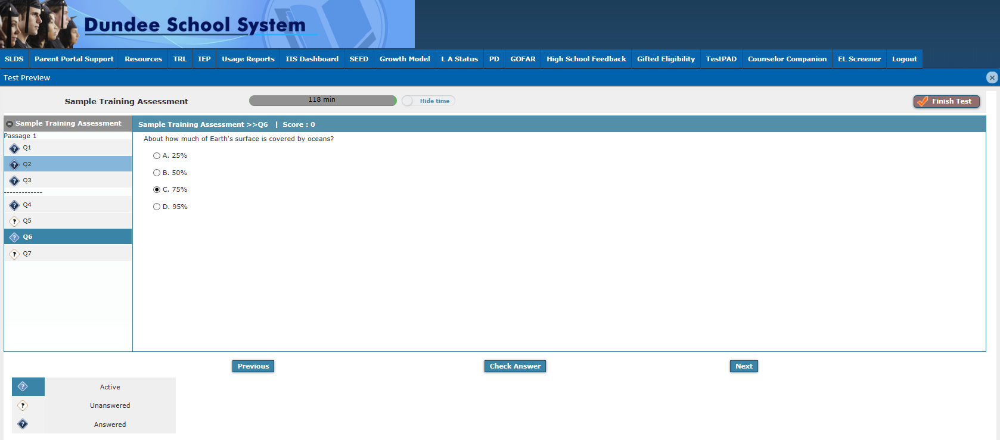 Dundee School System
SLDS Parent Portal Support Resources TRL IEP Usage Reports IIS Dashboard SEED Growth Model L A Status PD GOFAR High School Feedback Gifted Eligibility TestPAD Counselor Companion EL Screener Logout
Test Preview
Sample Training Assessment 118 min Hide time Finish Test
Sample Training Assessment
Passage 1
? Q1
? Q2
? Q3
-------------
? Q4
? Q5
? Q6
? Q7
Sample Training Assessment >>Q6 | Score : 0
About how much of Earth's surface is covered by oceans?
A. 25%
B. 50%
C. 75%
D. 95%
Previous Check Answer Next
? Active
? Unanswered
? Answered